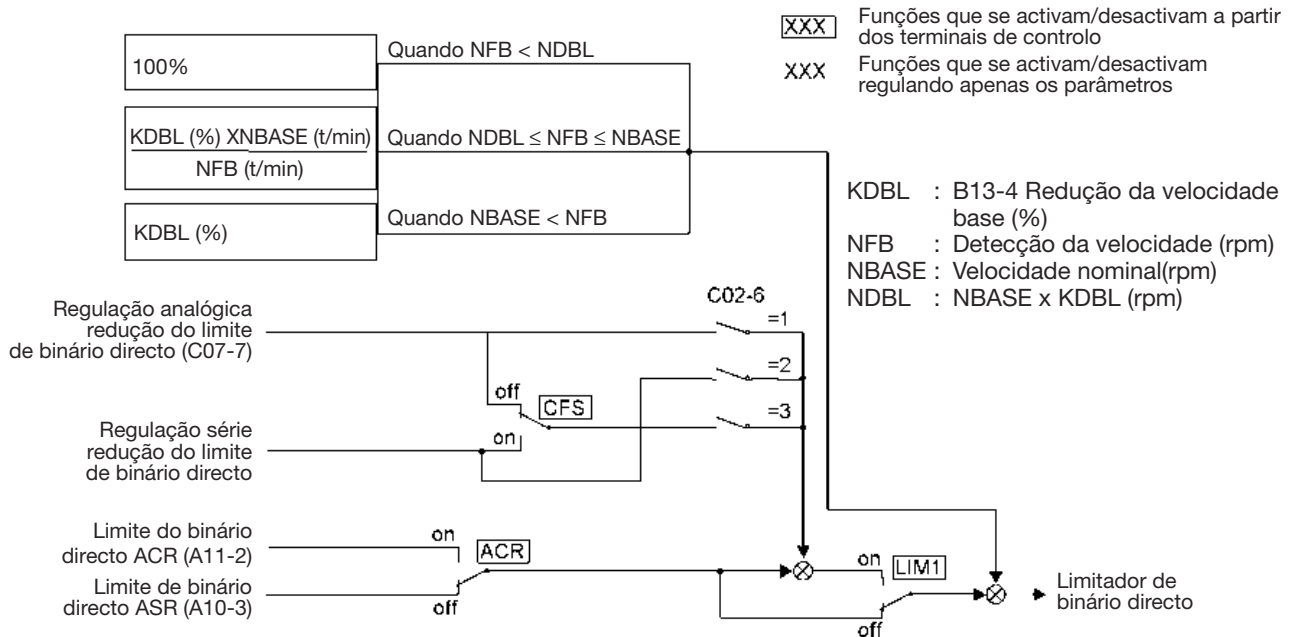 XXX Funções que se activam/desactivam a partir
dos terminais de controlo
XXX Funções que se activam/desactivam
regulando apenas os parâmetros
100%
Quando NFB < NDBL
KDBL (%) XNBASE (t/min)
NFB (t/min)
Quando NDBL ≤ NFB ≤ NBASE
KDBL (%)
Quando NBASE < NFB
KDBL : B13-4 Redução da velocidade
base (%)
NFB : Detecção da velocidade (rpm)
NBASE : Velocidade nominal(rpm)
NDBL : NBASE x KDBL (rpm)
Regulação analógica
redução do limite
de binário directo (C07-7)
C02-6
=1
=2
=3
off
CFS
on
Regulação série
redução do limite
de binário directo
Limite do binário
directo ACR (A11-2)
on
ACR
Limite de binário
directo ASR (A10-3)
off
on
LIM1
off
Limitador de
binário directo